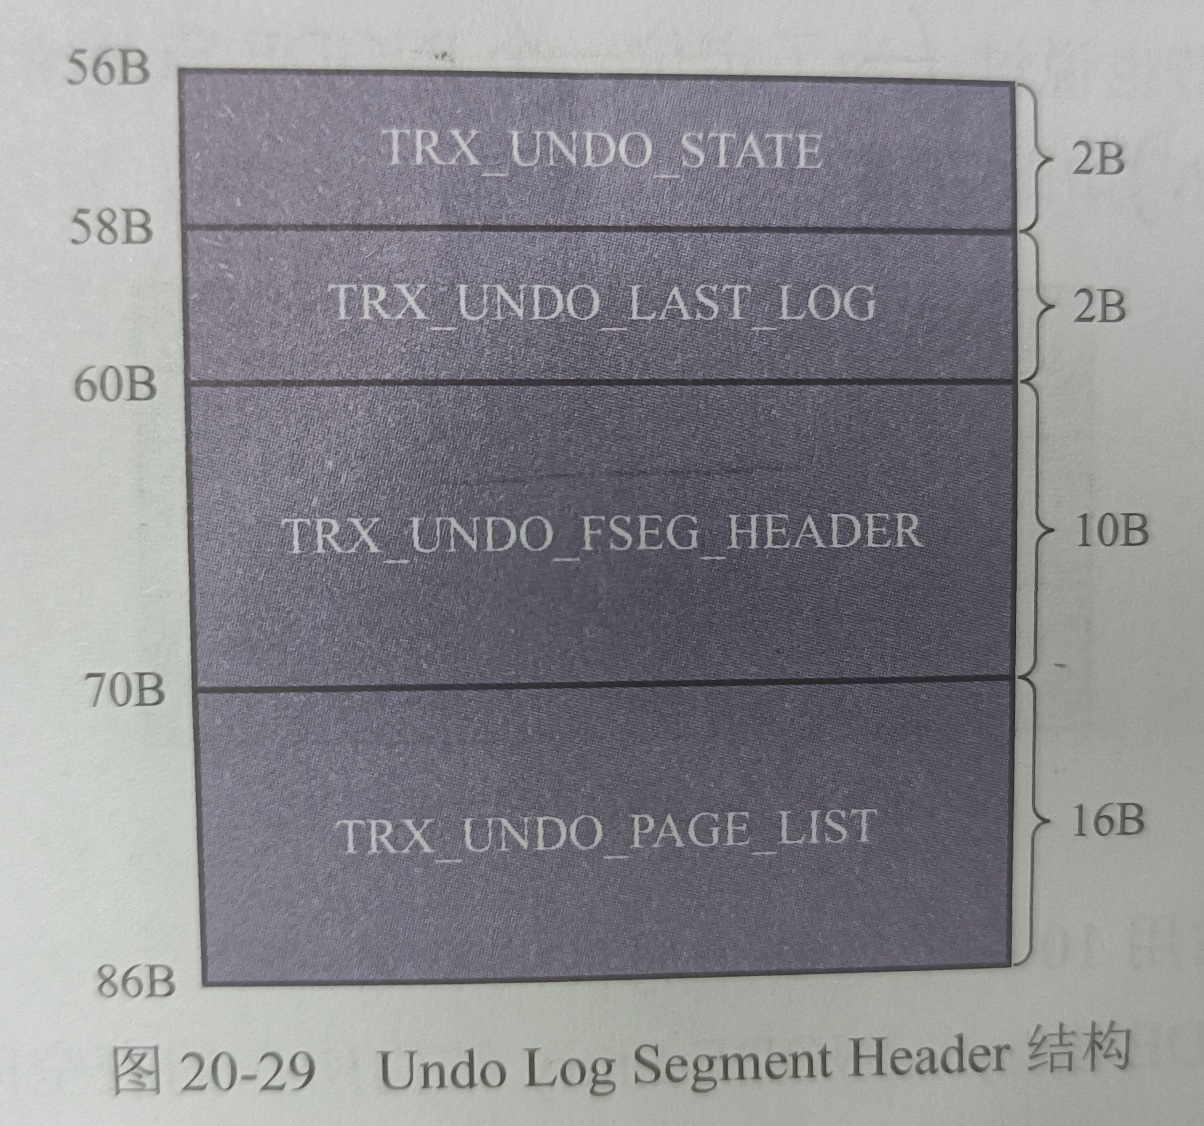 56B
TRX_UNDO_STATE 2B
58B
TRX_UNDO_LAST_LOG 2B
60B
TRX_UNDO_FSEG_HEADER 10B
70B
TRX_UNDO_PAGE_LIST 16B
86B
图 20-29 Undo Log Segment Header 结构